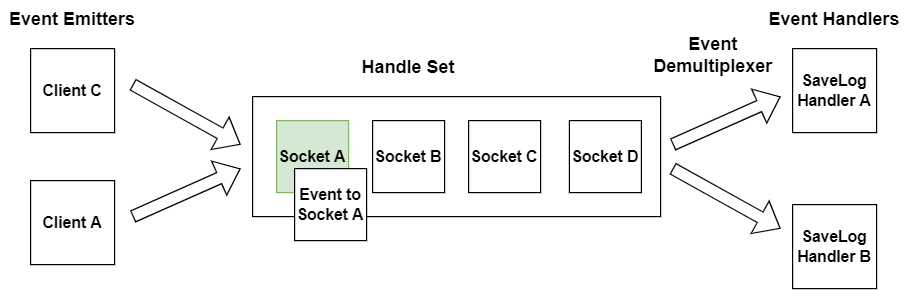 Event Emitters
Event Handlers
Event
Demultiplexer
Handle Set
Client C
SaveLog
Handler A
Socket A
Socket B
Socket C
Socket D
Event to
Socket A
Client A
SaveLog
Handler B